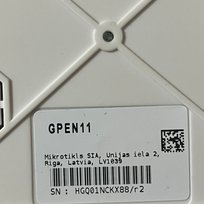 GPEN11
Mikrotikls SIA, Unijas iela 2,
Riga, Latvia, LV1039
SN : HGQ01NCKXB8/r2